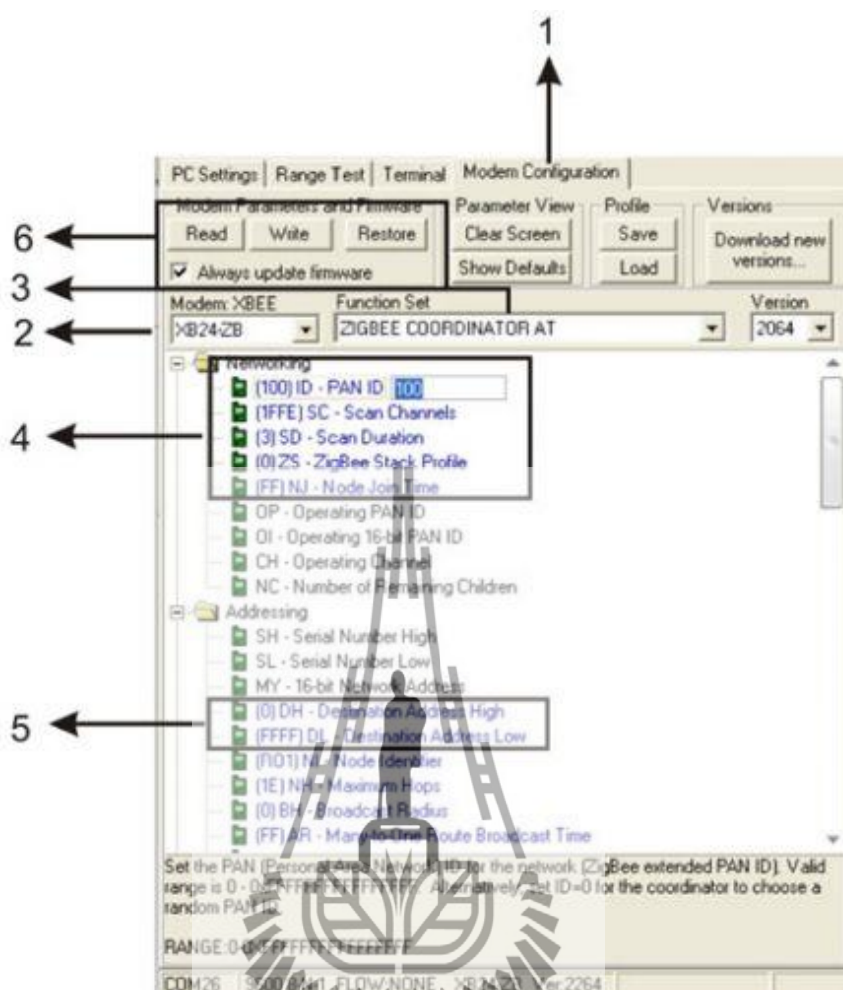 1
PC Settings Range Test Terminal Modem Configuration
Modem Parameters and Firmware Parameter View Profile Versions
6 Read Write Restore Clear Screen Save Download new versions...
Always update firmware Show Defaults Load
3
Modem: XBEE Function Set Version
2 XB24-ZB ZIGBEE COORDINATOR AT 2064
Networking
(100) ID - PAN ID 100
(1FFE) SC - Scan Channels
4 (3) SD - Scan Duration
(0) ZS - ZigBee Stack Profile
(FF) NJ - Node Join Time
OP - Operating PAN ID
OI - Operating 16-bit PAN ID
CH - Operating Channel
NC - Number of Remaining Children
Addressing
SH - Serial Number High
SL - Serial Number Low
MY - 16-bit Network Address
5 (0) DH - Destination Address High
(FFFF) DL - Destination Address Low
NI - Node Identifier
(1E) NH - Maximum Hops
(0) BH - Broadcast Radius
(FF) AR - Many-to-One Route Broadcast Time
Set the PAN (Personal Area Network) ID for the network (ZigBee extended PAN ID). Valid
range is 0 - Alternatively, set ID=0 for the coordinator to choose a
random PAN ID.
COM26 9600 8-N-1 FLOW:NONE XB24-ZB Ver:2264